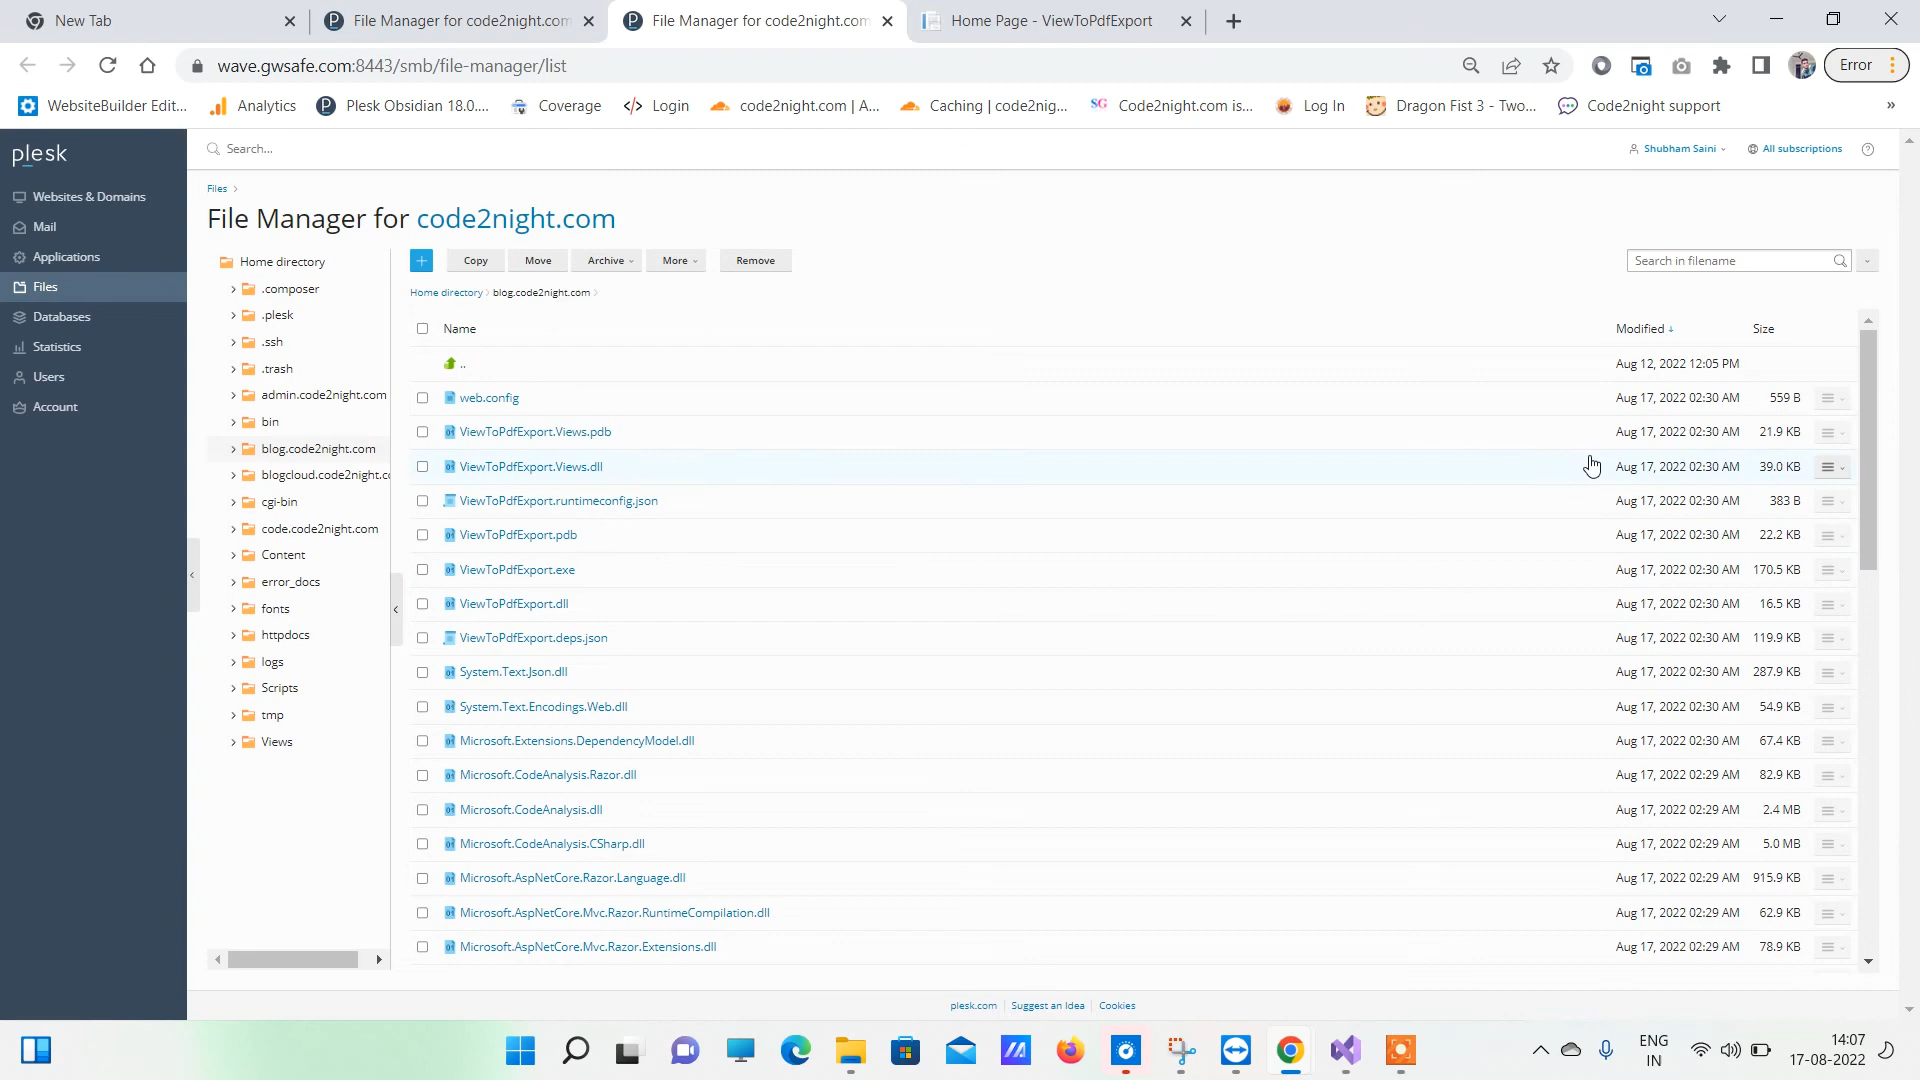 New Tab
File Manager for code2night.com
File Manager for code2night.com
Home Page - ViewToPdfExport
wave.gwsafe.com:8443/smb/file-manager/list
Error
WebsiteBuilder Edit...
Analytics
Plesk Obsidian 18.0....
Coverage
Login
code2night.com | A...
Caching | code2nig...
SG
Code2night.com is...
Log In
Dragon Fist 3 - Two...
Code2night support
»
plesk
Search...
Shubham Saini
All subscriptions
Websites & Domains
Mail
Applications
Files
Databases
Statistics
Users
Account
Files
File Manager for code2night.com
Home directory
.composer
.plesk
.ssh
.trash
admin.code2night.com
bin
blog.code2night.com
blogcloud.code2night.cc
cgi-bin
code.code2night.com
Content
error_docs
fonts
httpdocs
logs
Scripts
tmp
Views
+ Copy Move Archive More Remove
Search in filename
Home directory > blog.code2night.com >
Name Modified ↓ Size
.. Aug 12, 2022 12:05 PM
web.config Aug 17, 2022 02:30 AM 559 B
ViewToPdfExport.Views.pdb Aug 17, 2022 02:30 AM 21.9 KB
ViewToPdfExport.Views.dll Aug 17, 2022 02:30 AM 39.0 KB
ViewToPdfExport.runtimeconfig.json Aug 17, 2022 02:30 AM 383 B
ViewToPdfExport.pdb Aug 17, 2022 02:30 AM 22.2 KB
ViewToPdfExport.exe Aug 17, 2022 02:30 AM 170.5 KB
ViewToPdfExport.dll Aug 17, 2022 02:30 AM 16.5 KB
ViewToPdfExport.deps.json Aug 17, 2022 02:30 AM 119.9 KB
System.Text.Json.dll Aug 17, 2022 02:30 AM 287.9 KB
System.Text.Encodings.Web.dll Aug 17, 2022 02:30 AM 54.9 KB
Microsoft.Extensions.DependencyModel.dll Aug 17, 2022 02:30 AM 67.4 KB
Microsoft.CodeAnalysis.Razor.dll Aug 17, 2022 02:29 AM 82.9 KB
Microsoft.CodeAnalysis.dll Aug 17, 2022 02:29 AM 2.4 MB
Microsoft.CodeAnalysis.CSharp.dll Aug 17, 2022 02:29 AM 5.0 MB
Microsoft.AspNetCore.Razor.Language.dll Aug 17, 2022 02:29 AM 915.9 KB
Microsoft.AspNetCore.Mvc.Razor.RuntimeCompilation.dll Aug 17, 2022 02:29 AM 62.9 KB
Microsoft.AspNetCore.Mvc.Razor.Extensions.dll Aug 17, 2022 02:29 AM 78.9 KB
plesk.com | Suggest an Idea | Cookies
ENG
IN
14:07
17-08-2022